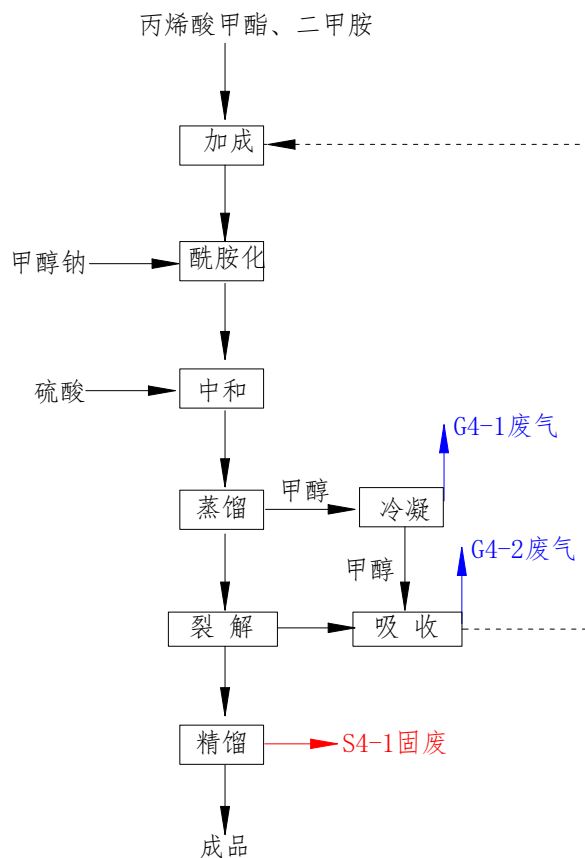 丙烯酸甲酯、二甲胺
加成
甲醇钠
酰胺化
硫酸
中和
G4-1废气
蒸馏
甲醇
冷凝
甲醇
G4-2废气
裂解
吸收
精馏
S4-1固废
成品